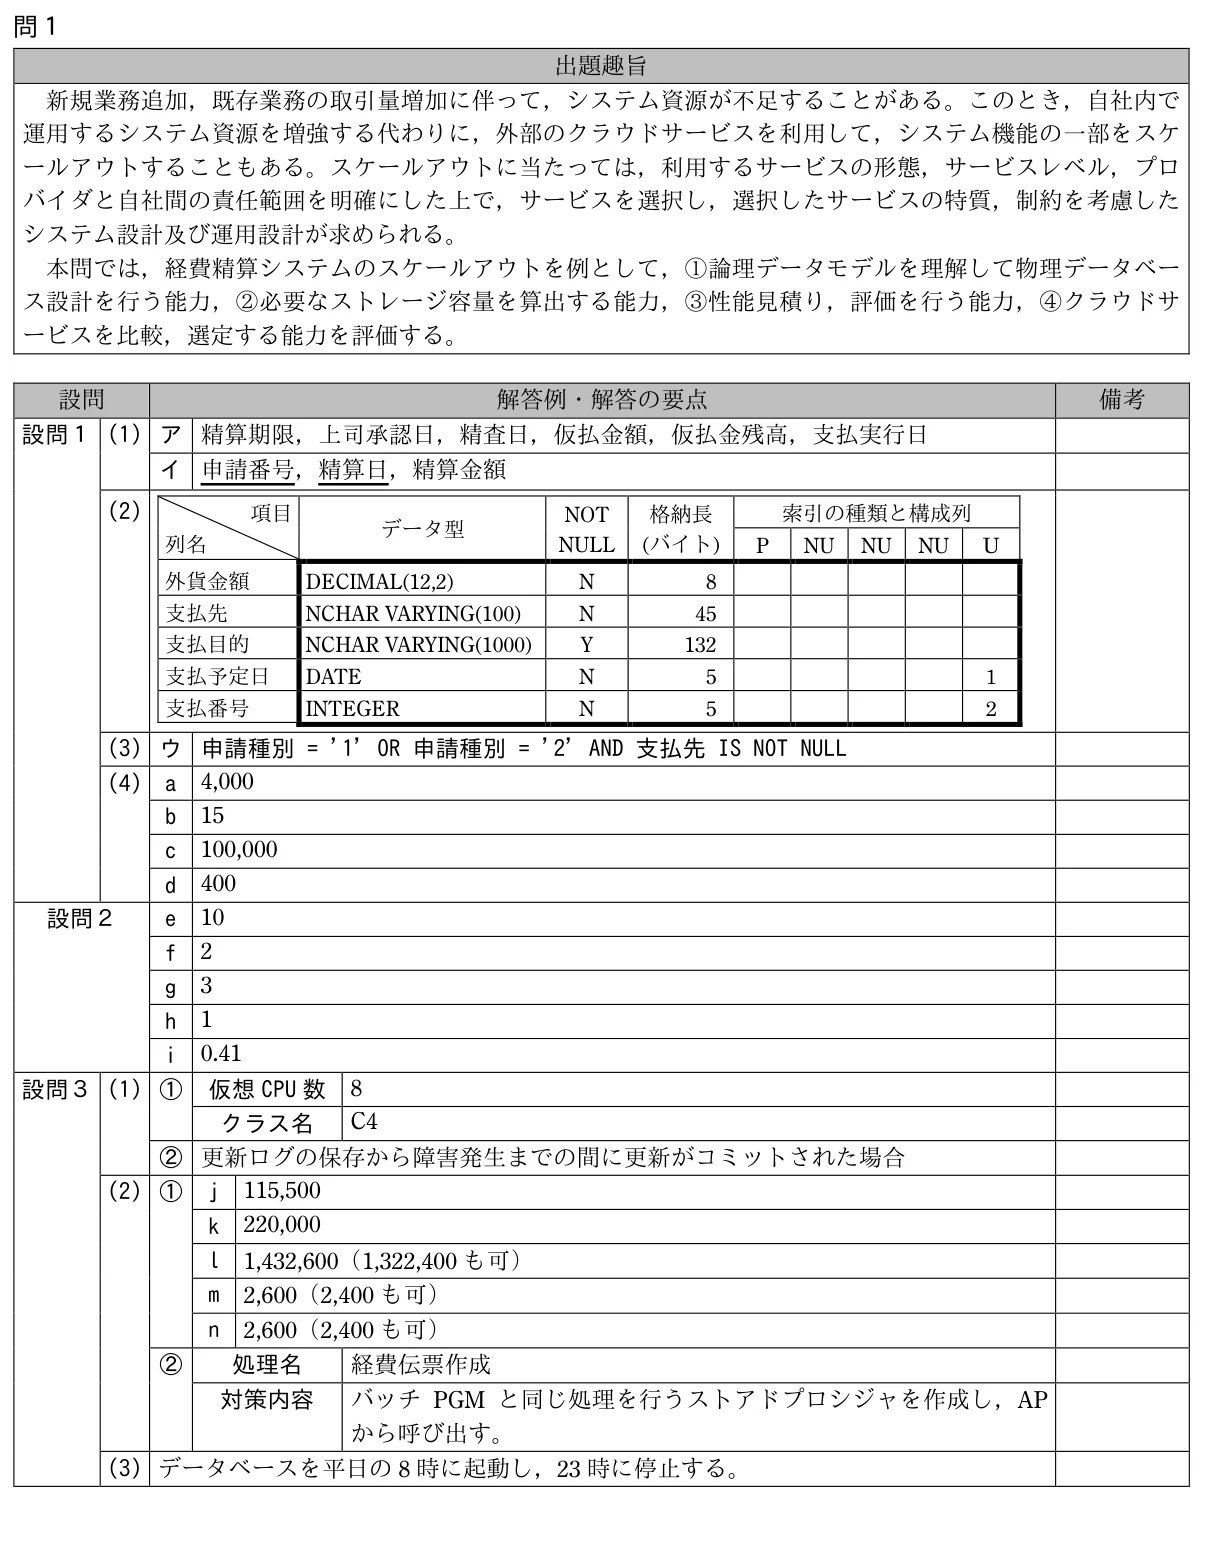 問1
出題趣旨
新規業務追加，既存業務の取引量増加に伴って，システム資源が不足することがある。このとき，自社内で
運用するシステム資源を増強する代わりに，外部のクラウドサービスを利用して，システム機能の一部をスケ
ールアウトすることもある。スケールアウトに当たっては，利用するサービスの形態，サービスレベル，プロ
バイダと自社間の責任範囲を明確にした上で，サービスを選択し，選択したサービスの特質，制約を考慮した
システム設計及び運用設計が求められる。
本問では，経費精算システムのスケールアウトを例として，①論理データモデルを理解して物理データベー
ス設計を行う能力，②必要なストレージ容量を算出する能力，③性能見積り，評価を行う能力，④クラウドサ
ービスを比較，選定する能力を評価する。
設問 解答例・解答の要点 備考
設問1 (1) ア 精算期限，上司承認日，精査日，仮払金額，仮払金残高，支払実行日
イ 申請番号，精算日，精算金額
(2) 項目 列名 データ型 NOT NULL 格納長(バイト) 索引の種類と構成列
P NU NU NU U
外貨金額 DECIMAL(12,2) N 8
支払先 NCHAR VARYING(100) N 45
支払目的 NCHAR VARYING(1000) Y 132
支払予定日 DATE N 5 1
支払番号 INTEGER N 5 2
(3) ウ 申請種別 = '1' OR 申請種別 = '2' AND 支払先 IS NOT NULL
(4) a 4,000
b 15
c 100,000
d 400
設問2 e 10
f 2
g 3
h 1
i 0.41
設問3 (1) ① 仮想CPU数 8
クラス名 C4
② 更新ログの保存から障害発生までの間に更新がコミットされた場合
(2) ① j 115,500
k 220,000
l 1,432,600（1,322,400も可）
m 2,600（2,400も可）
n 2,600（2,400も可）
② 処理名 経費伝票作成
対策内容 バッチ PGM と同じ処理を行うストアドプロシジャを作成し，AP
から呼び出す。
(3) データベースを平日の8時に起動し，23時に停止する。